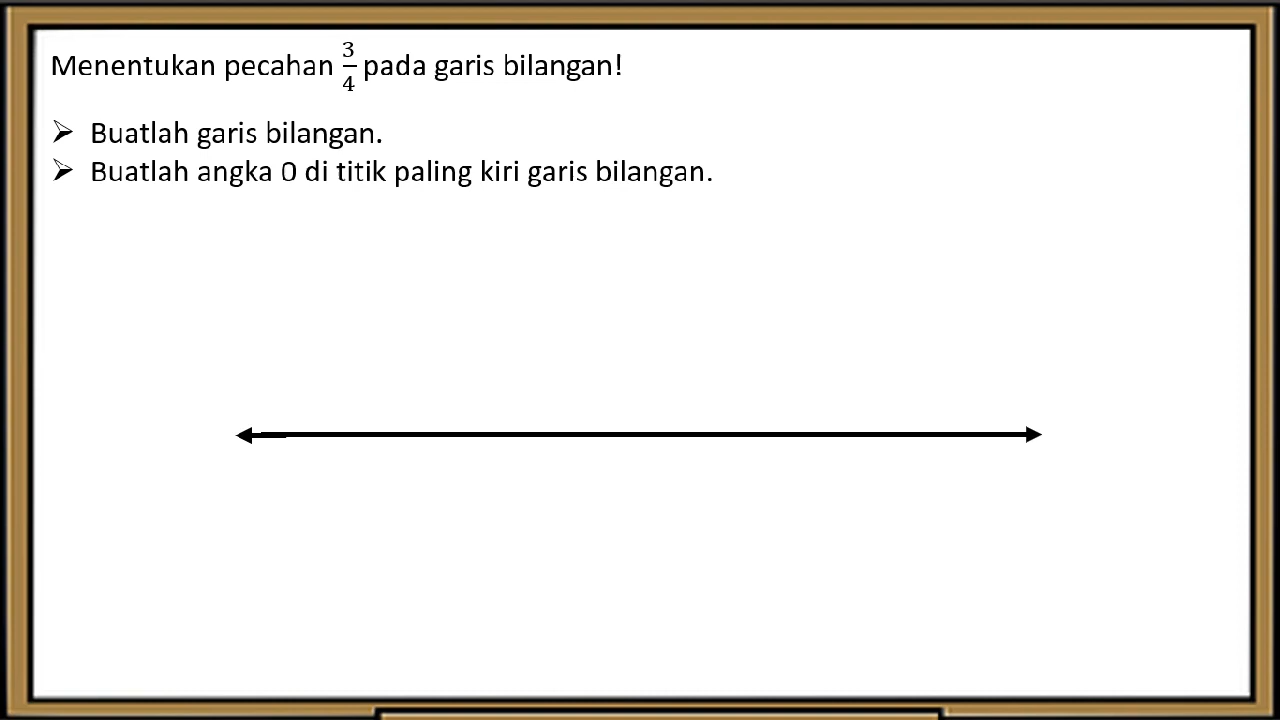 Menentukan pecahan 3/4 pada garis bilangan!
➢ Buatlah garis bilangan.
➢ Buatlah angka 0 di titik paling kiri garis bilangan.